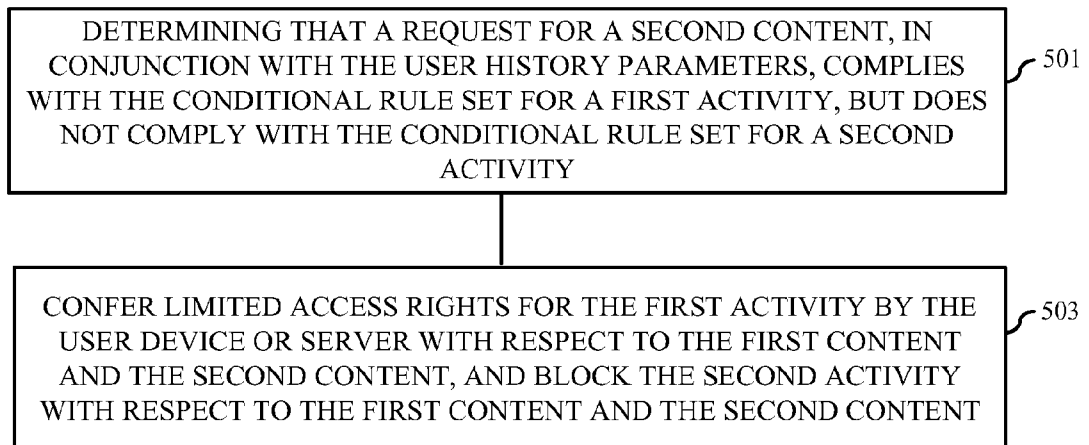 DETERMINING THAT A REQUEST FOR A SECOND CONTENT, IN
CONJUNCTION WITH THE USER HISTORY PARAMETERS, COMPLIES
WITH THE CONDITIONAL RULE SET FOR A FIRST ACTIVITY, BUT DOES
NOT COMPLY WITH THE CONDITIONAL RULE SET FOR A SECOND
ACTIVITY
501
CONFER LIMITED ACCESS RIGHTS FOR THE FIRST ACTIVITY BY THE
USER DEVICE OR SERVER WITH RESPECT TO THE FIRST CONTENT
AND THE SECOND CONTENT, AND BLOCK THE SECOND ACTIVITY
WITH RESPECT TO THE FIRST CONTENT AND THE SECOND CONTENT
503